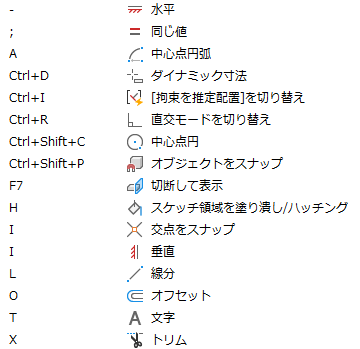 - 水平
; 同じ値
A 中心点円弧
Ctrl+D ダイナミック寸法
Ctrl+I [拘束を推定配置]を切り替え
Ctrl+R 直交モードを切り替え
Ctrl+Shift+C 中心点円
Ctrl+Shift+P オブジェクトをスナップ
F7 切断して表示
H スケッチ領域を塗り潰し/ハッチング
I 交点をスナップ
I 垂直
L 線分
O オフセット
T 文字
X トリム